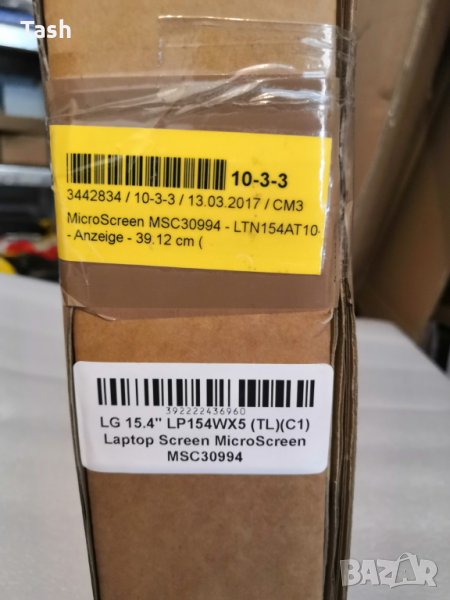 Tash
10-3-3
3442834 / 10-3-3 / 13.03.2017 / CM3
MicroScreen MSC30994 - LTN154AT10-
- Anzeige - 39.12 cm (
392222436960
LG 15.4" LP154WX5 (TL)(C1)
Laptop Screen MicroScreen
MSC30994
bazar